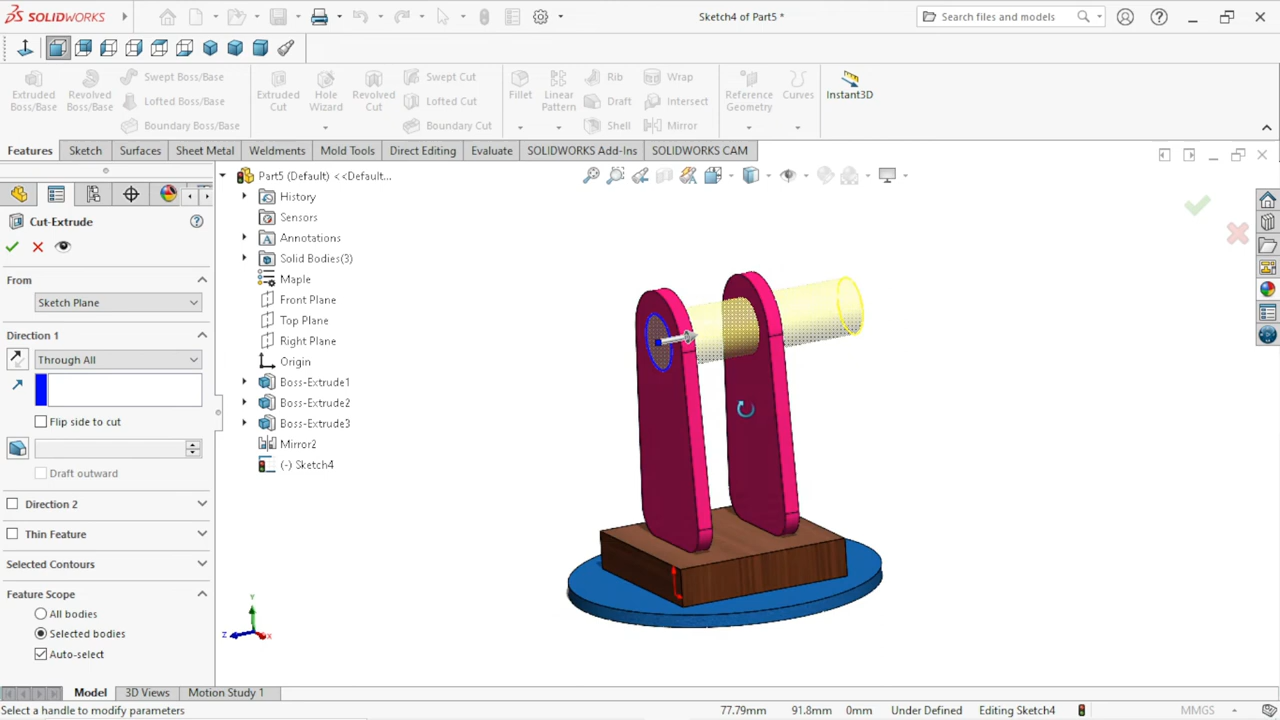 SOLIDWORKS
Sketch4 of Part5 *
Search files and models
Extruded Boss/Base
Revolved Boss/Base
Swept Boss/Base
Lofted Boss/Base
Boundary Boss/Base
Extruded Cut
Hole Wizard
Revolved Cut
Swept Cut
Lofted Cut
Boundary Cut
Fillet
Linear Pattern
Rib
Draft
Shell
Wrap
Intersect
Mirror
Reference Geometry
Curves
Instant3D
Features
Sketch
Surfaces
Sheet Metal
Weldments
Mold Tools
Direct Editing
Evaluate
SOLIDWORKS Add-Ins
SOLIDWORKS CAM
Cut-Extrude
From
Sketch Plane
Direction 1
Through All
Flip side to cut
Draft outward
Direction 2
Thin Feature
Selected Contours
Feature Scope
All bodies
Selected bodies
Auto-select
Part5 (Default) <<Default...
History
Sensors
Annotations
Solid Bodies(3)
Maple
Front Plane
Top Plane
Right Plane
Origin
Boss-Extrude1
Boss-Extrude2
Boss-Extrude3
Mirror2
(-) Sketch4
Y
Z
X
Model
3D Views
Motion Study 1
Select a handle to modify parameters
77.79mm
91.8mm
0mm
Under Defined
Editing Sketch4
MMGS